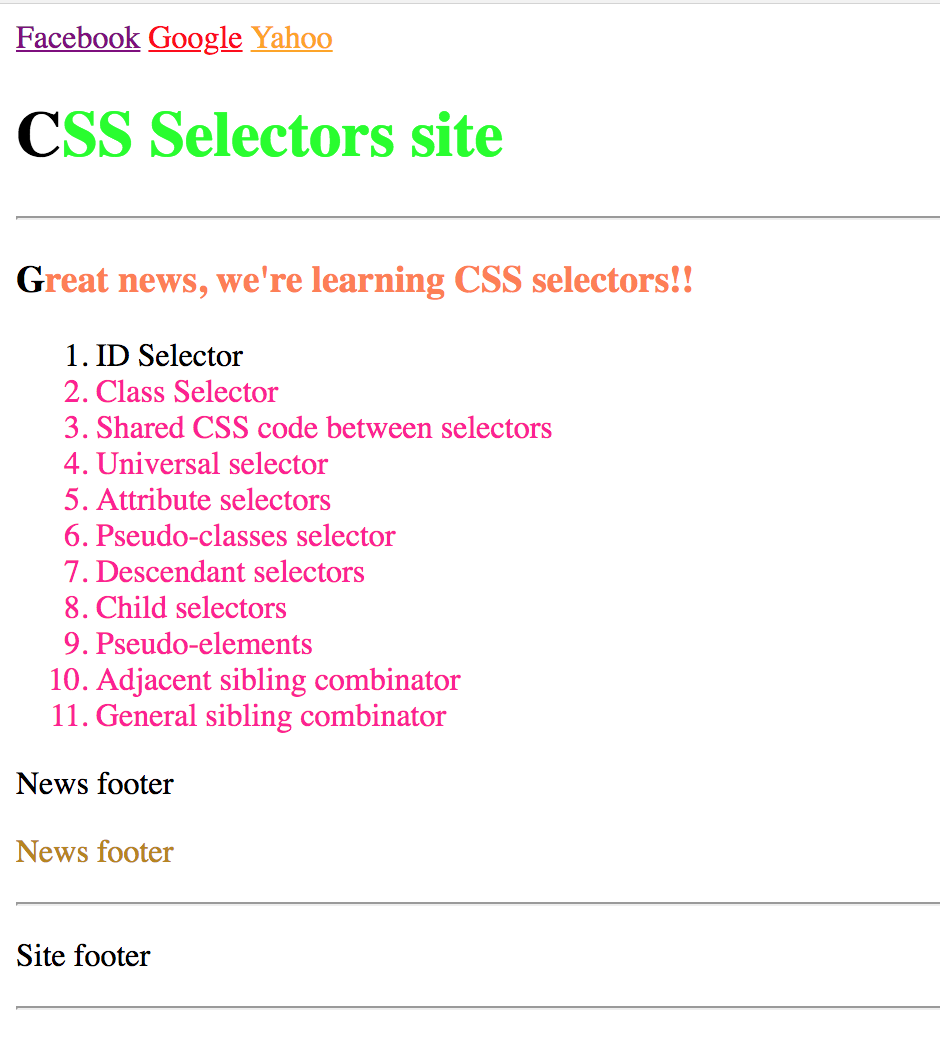 Facebook Google Yahoo
CSS Selectors site
Great news, we're learning CSS selectors!!
1. ID Selector
2. Class Selector
3. Shared CSS code between selectors
4. Universal selector
5. Attribute selectors
6. Pseudo-classes selector
7. Descendant selectors
8. Child selectors
9. Pseudo-elements
10. Adjacent sibling combinator
11. General sibling combinator
News footer
News footer
Site footer